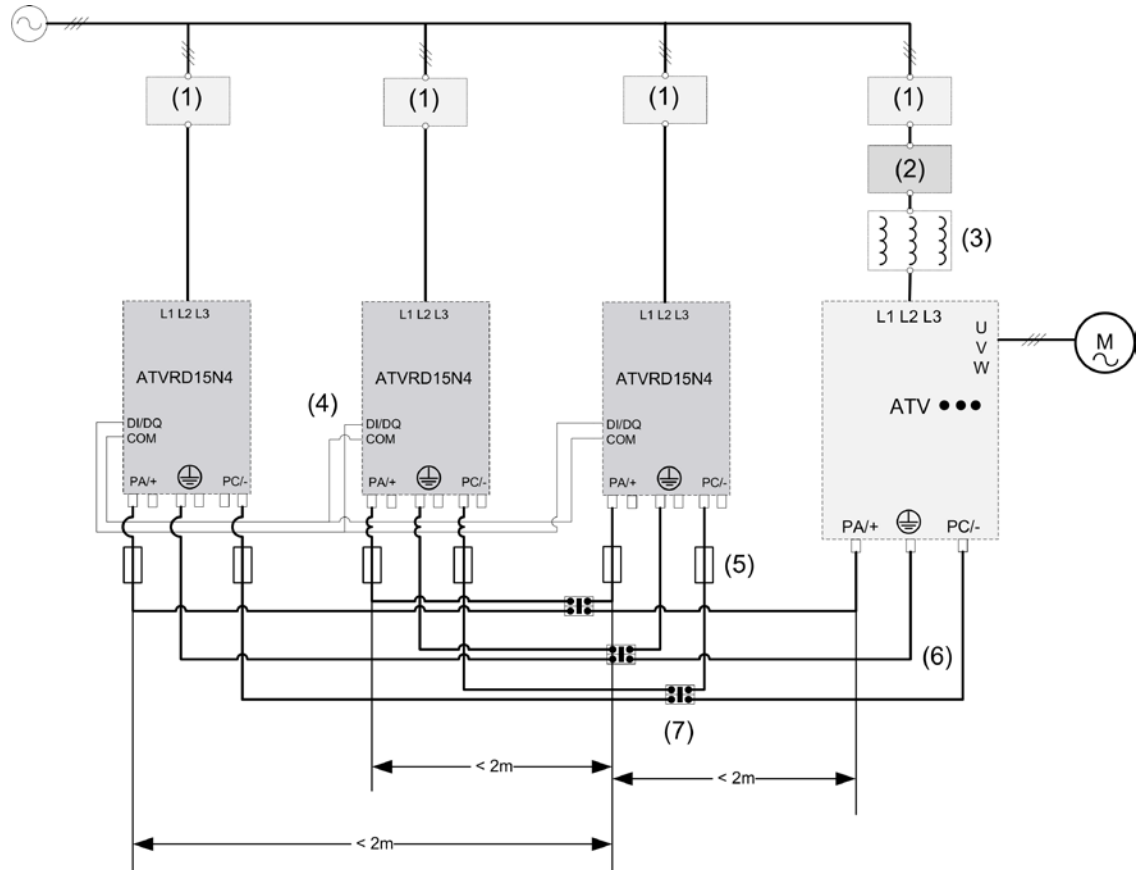 (1) (1) (1) (1)
(2)
(3)
L1 L2 L3 L1 L2 L3 L1 L2 L3 L1 L2 L3
U
V
W
M
ATVRD15N4 ATVRD15N4 ATVRD15N4
ATV •••
(4)
DI/DQ DI/DQ DI/DQ
COM COM COM
PA/+ PC/- PA/+ PC/- PA/+ PC/-
PA/+ PC/-
(5)
(6)
(7)
< 2m
< 2m
< 2m